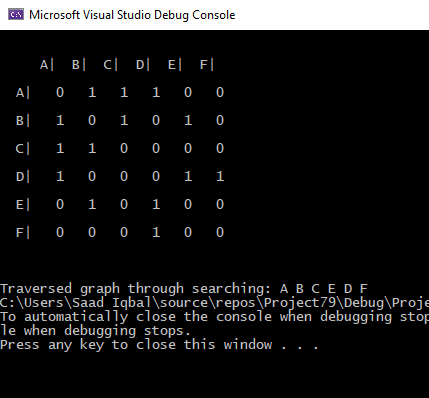 Microsoft Visual Studio Debug Console
A| B| C| D| E| F|
A| 0 1 1 1 0 0
B| 1 0 1 0 1 0
C| 1 1 0 0 0 0
D| 1 0 0 0 1 1
E| 0 1 0 1 0 0
F| 0 0 0 1 0 0
Traversed graph through searching: A B C E D F
C:\Users\Saad Iqbal\source\repos\Project79\Debug\Proje
To automatically close the console when debugging stop
le when debugging stops.
Press any key to close this window . . .